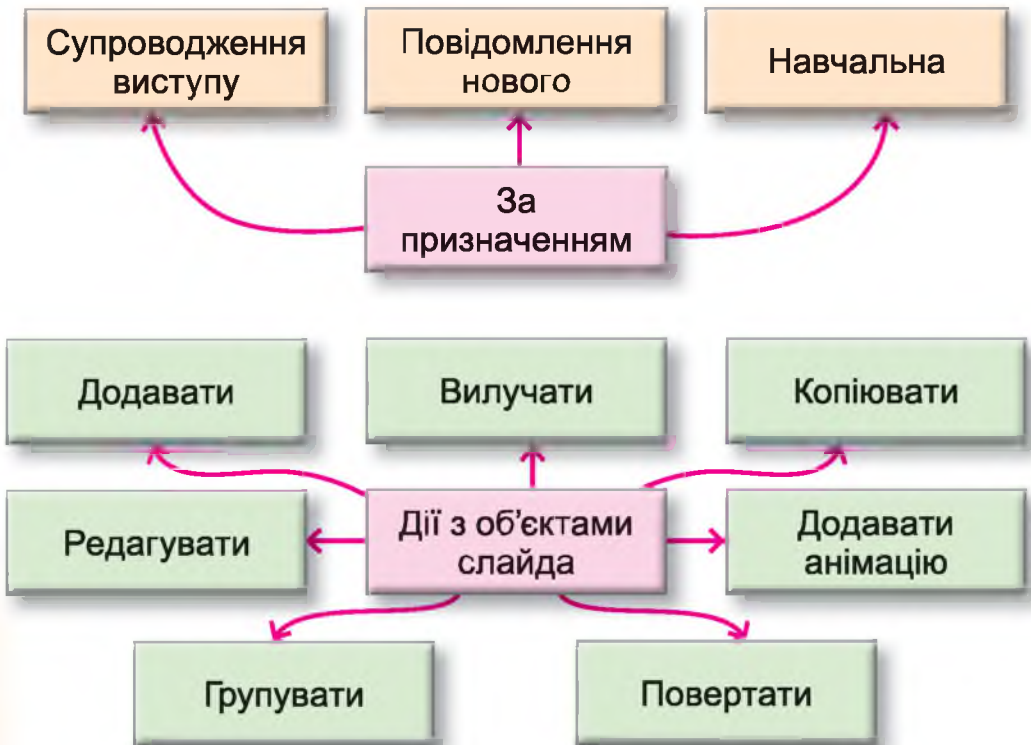 Супроводження
виступу
Повідомлення
нового
Навчальна
За
призначенням
Додавати
Вилучати
Копіювати
Редагувати
Дії з об’єктами
слайда
Додавати
анімацію
Групувати
Повертати